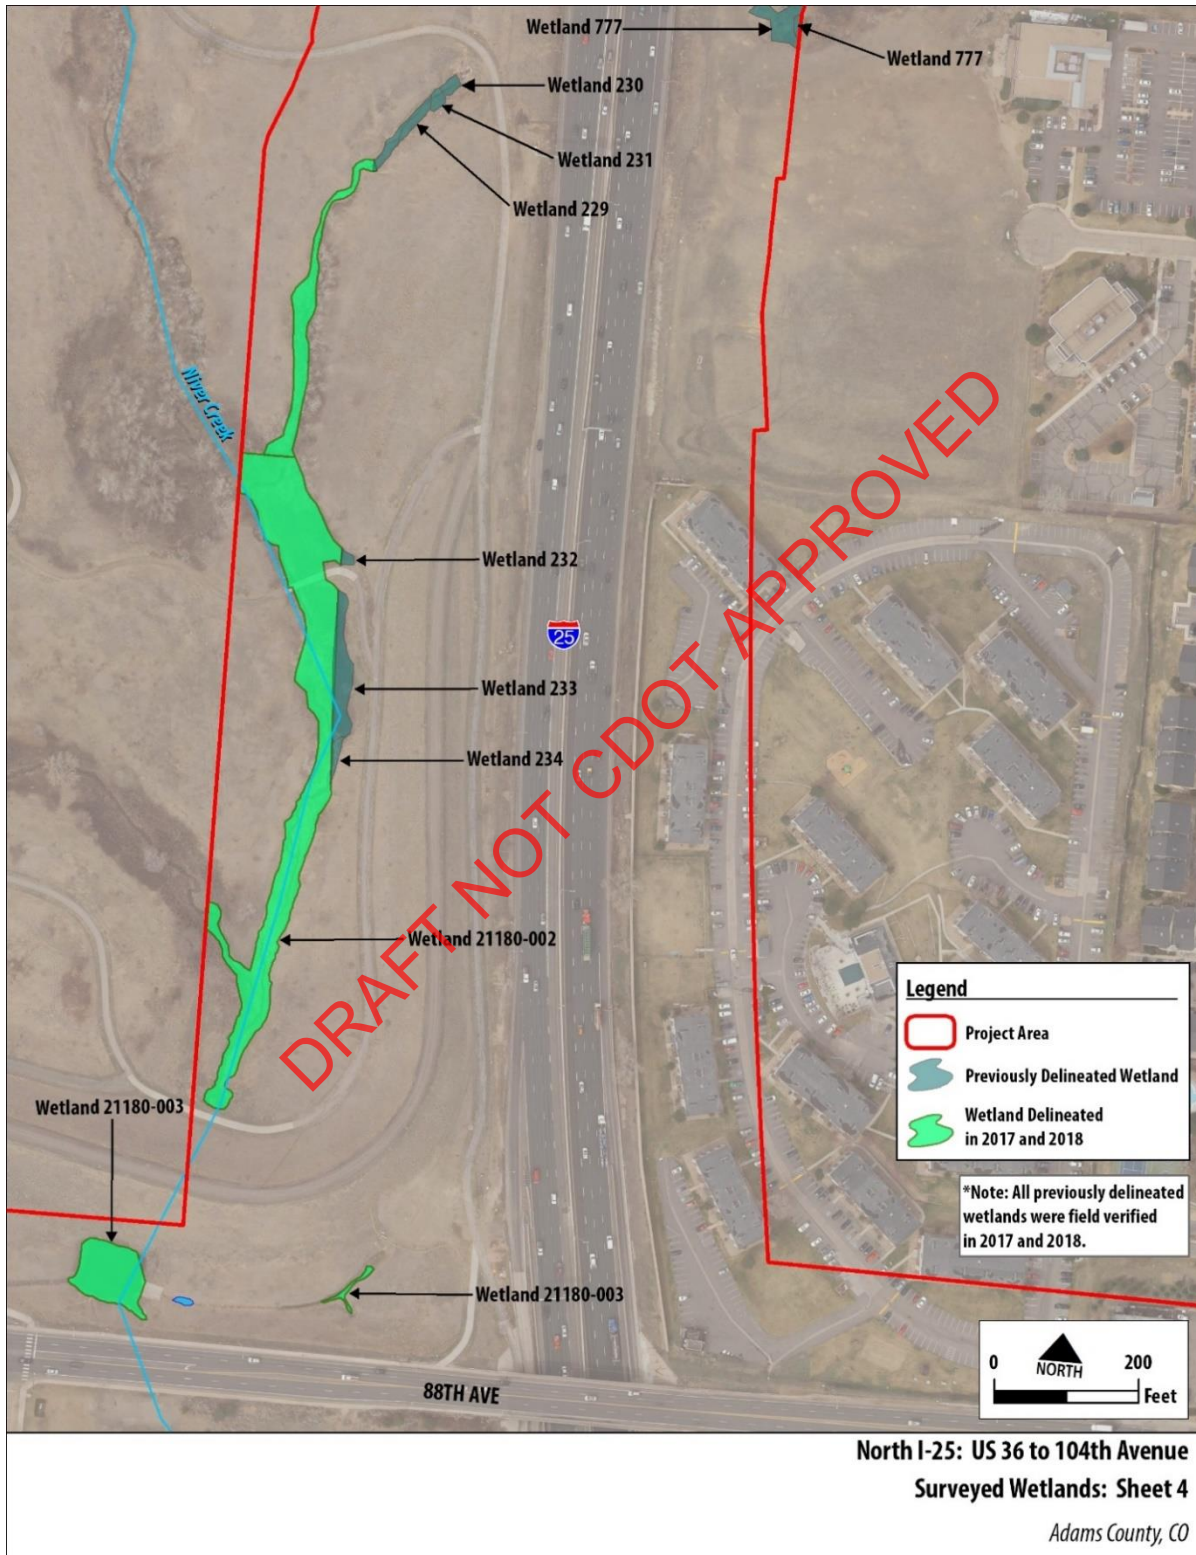 Wetland 777
Wetland 777
Wetland 230
Wetland 231
Wetland 229
Niver Creek
Wetland 232
25
Wetland 233
Wetland 234
Wetland 21180-002
DRAFT NOT CDOT APPROVED
Wetland 21180-003
Wetland 21180-003
88TH AVE
Legend
Project Area
Previously Delineated Wetland
Wetland Delineated
in 2017 and 2018
*Note: All previously delineated
wetlands were field verified
in 2017 and 2018.
0 NORTH 200
Feet
North I-25: US 36 to 104th Avenue
Surveyed Wetlands: Sheet 4
Adams County, CO